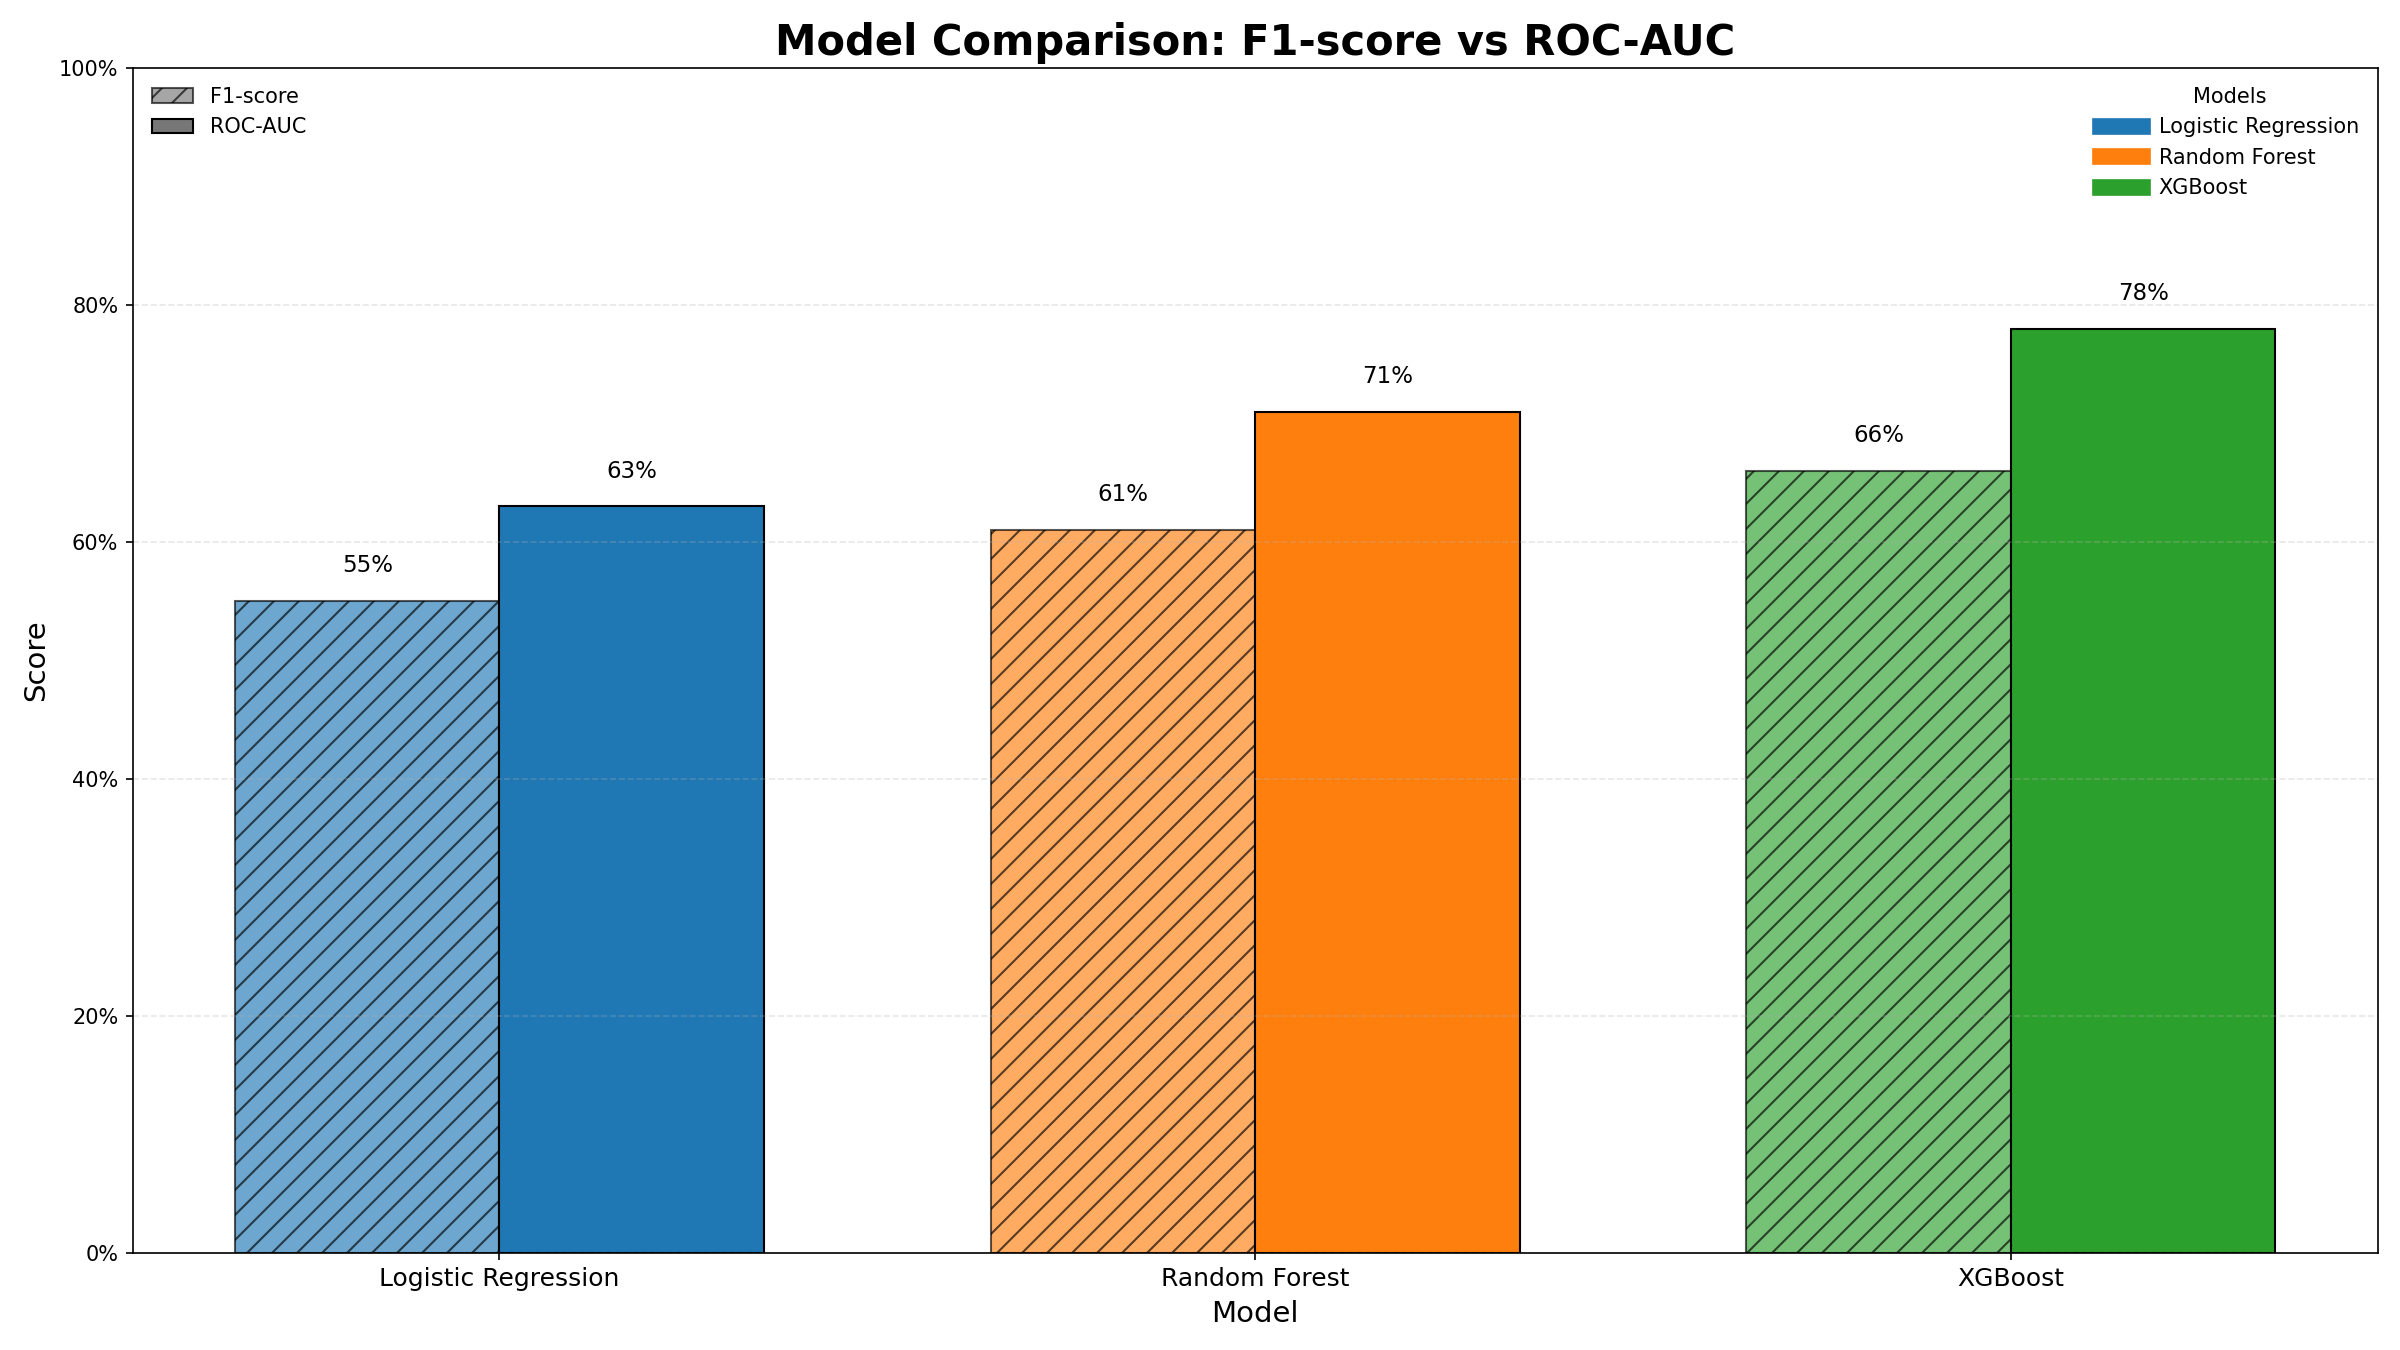 Model Comparison: F1-score vs ROC-AUC
F1-score
ROC-AUC
Models
Logistic Regression
Random Forest
XGBoost
100%
80%
60%
40%
20%
0%
Score
55%
63%
61%
71%
66%
78%
Logistic Regression
Random Forest
XGBoost
Model